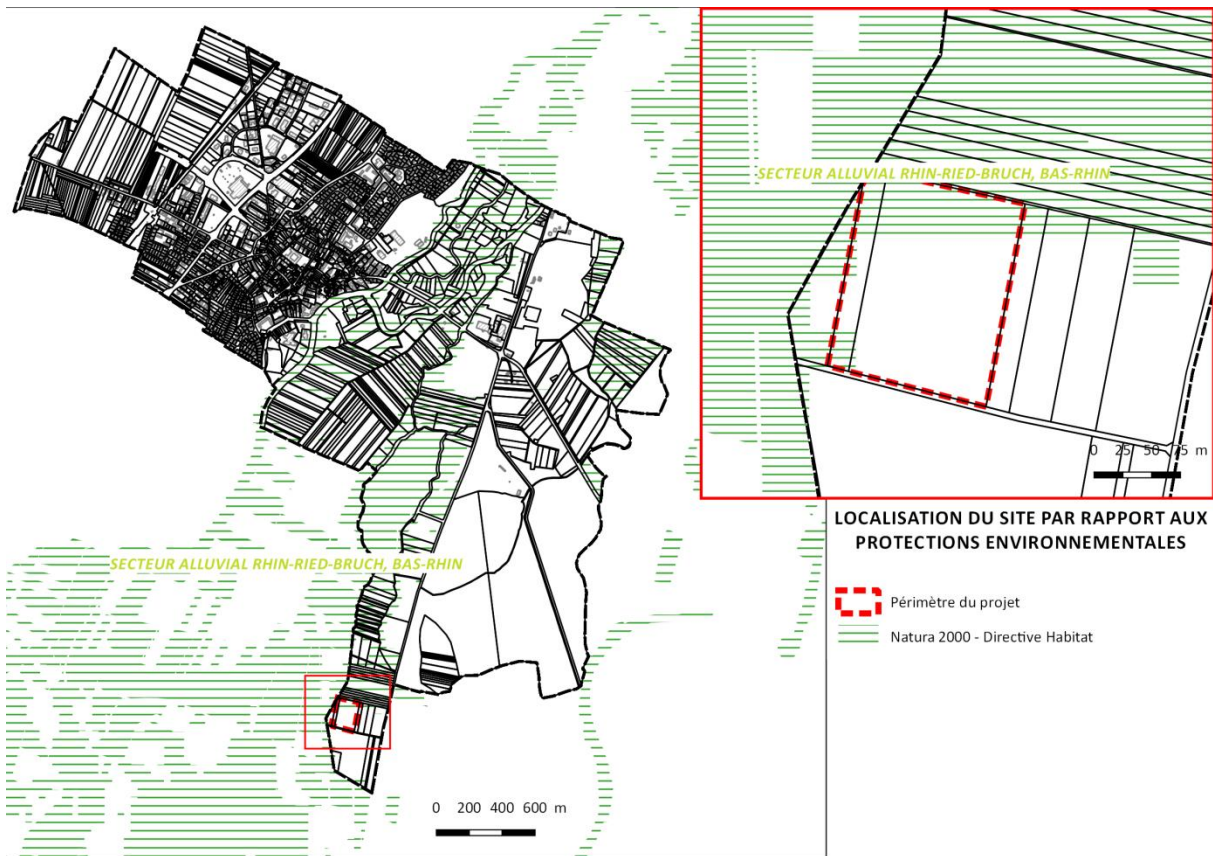 SECTEUR ALLUVIAL RHIN-RIED-BRUCH, BAS-RHIN
0 25 50 75 m
LOCALISATION DU SITE PAR RAPPORT AUX
PROTECTIONS ENVIRONNEMENTALES
SECTEUR ALLUVIAL RHIN-RIED-BRUCH, BAS-RHIN
Périmètre du projet
Natura 2000 - Directive Habitat
0 200 400 600 m